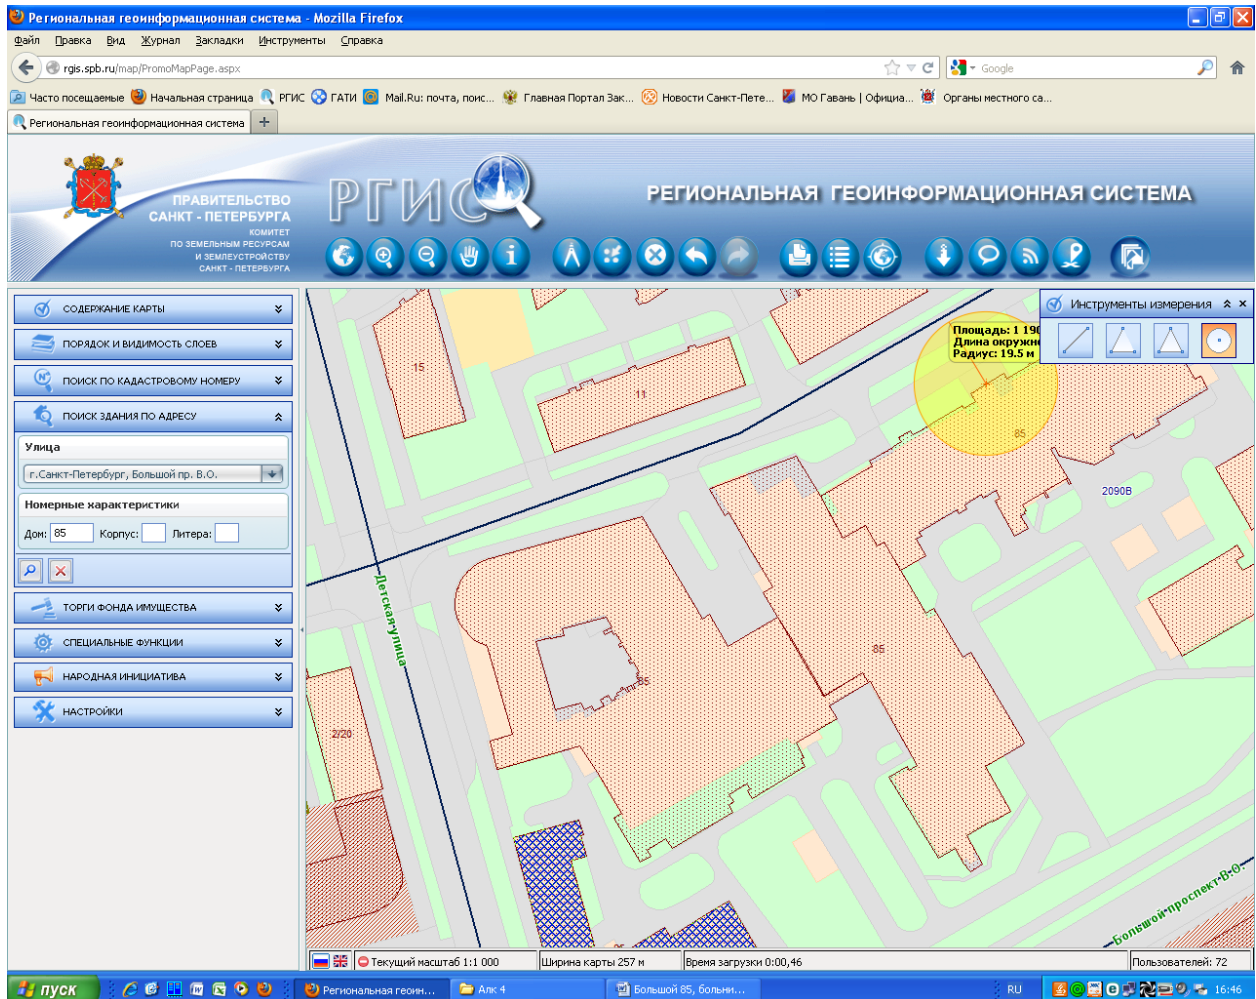 Региональная геоинформационная система - Mozilla Firefox
Файл Правка Вид Журнал Закладки Инструменты Справка
rgis.spb.ru/map/PromoMapPage.aspx
Google
Часто посещаемые Начальная страница РГИС ГАТИ Mail.Ru: почта, поис... Главная Портал Зак... Новости Санкт-Пете... МО Гавань | Официа... Органы местного са...
Региональная геоинформационная система +
ПРАВИТЕЛЬСТВО
САНКТ - ПЕТЕРБУРГА
КОМИТЕТ
ПО ЗЕМЕЛЬНЫМ РЕСУРСАМ
И ЗЕМЛЕУСТРОЙСТВУ
САНКТ - ПЕТЕРБУРГА
РГИС
РЕГИОНАЛЬНАЯ ГЕОИНФОРМАЦИОННАЯ СИСТЕМА
СОДЕРЖАНИЕ КАРТЫ
ПОРЯДОК И ВИДИМОСТЬ СЛОЕВ
ПОИСК ПО КАДАСТРОВОМУ НОМЕРУ
ПОИСК ЗДАНИЯ ПО АДРЕСУ
Улица
г.Санкт-Петербург, Большой пр. В.О.
Номерные характеристики
Дом: 85 Корпус: Литера:
ТОРГИ ФОНДА ИМУЩЕСТВА
СПЕЦИАЛЬНЫЕ ФУНКЦИИ
НАРОДНАЯ ИНИЦИАТИВА
НАСТРОЙКИ
Инструменты измерения
Площадь: 1 190
Длина окружн
Радиус: 19.5 м
15
11
85
2090В
Детская улица
85
85
2/20
Большой проспект В.О.
Текущий масштаб 1:1 000
Ширина карты 257 м
Время загрузки 0:00,46
Пользователей: 72
пуск
Региональная геоин...
Алк 4
Большой 85, больни...
RU
16:46